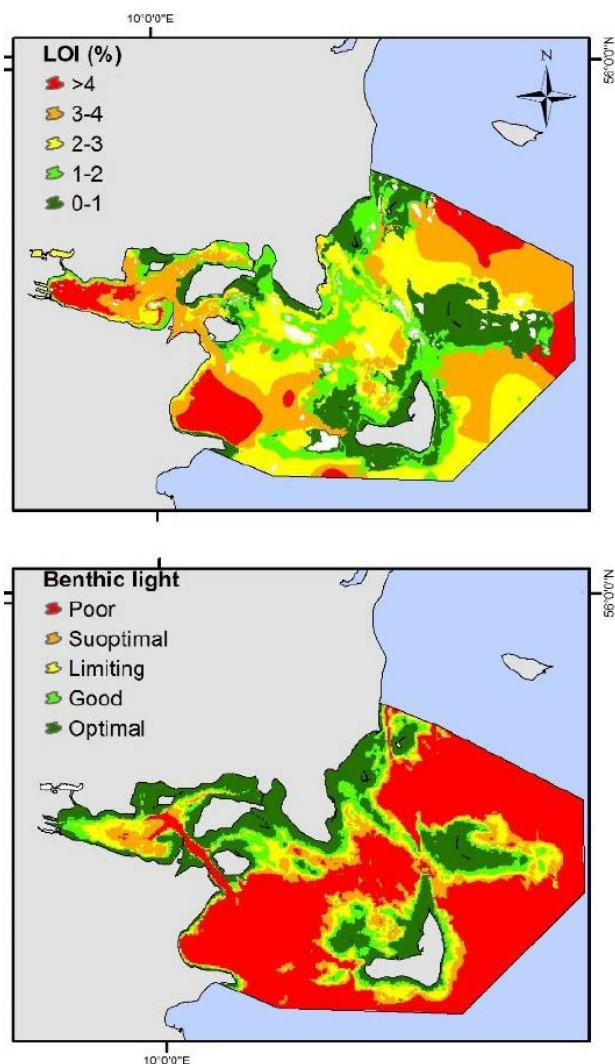 10°0'0"E
LOI (%)
>4
3-4
2-3
1-2
0-1
N
56°0'0"N
Benthic light
Poor
Suoptimal
Limiting
Good
Optimal
56°0'0"N
10°0'0"E